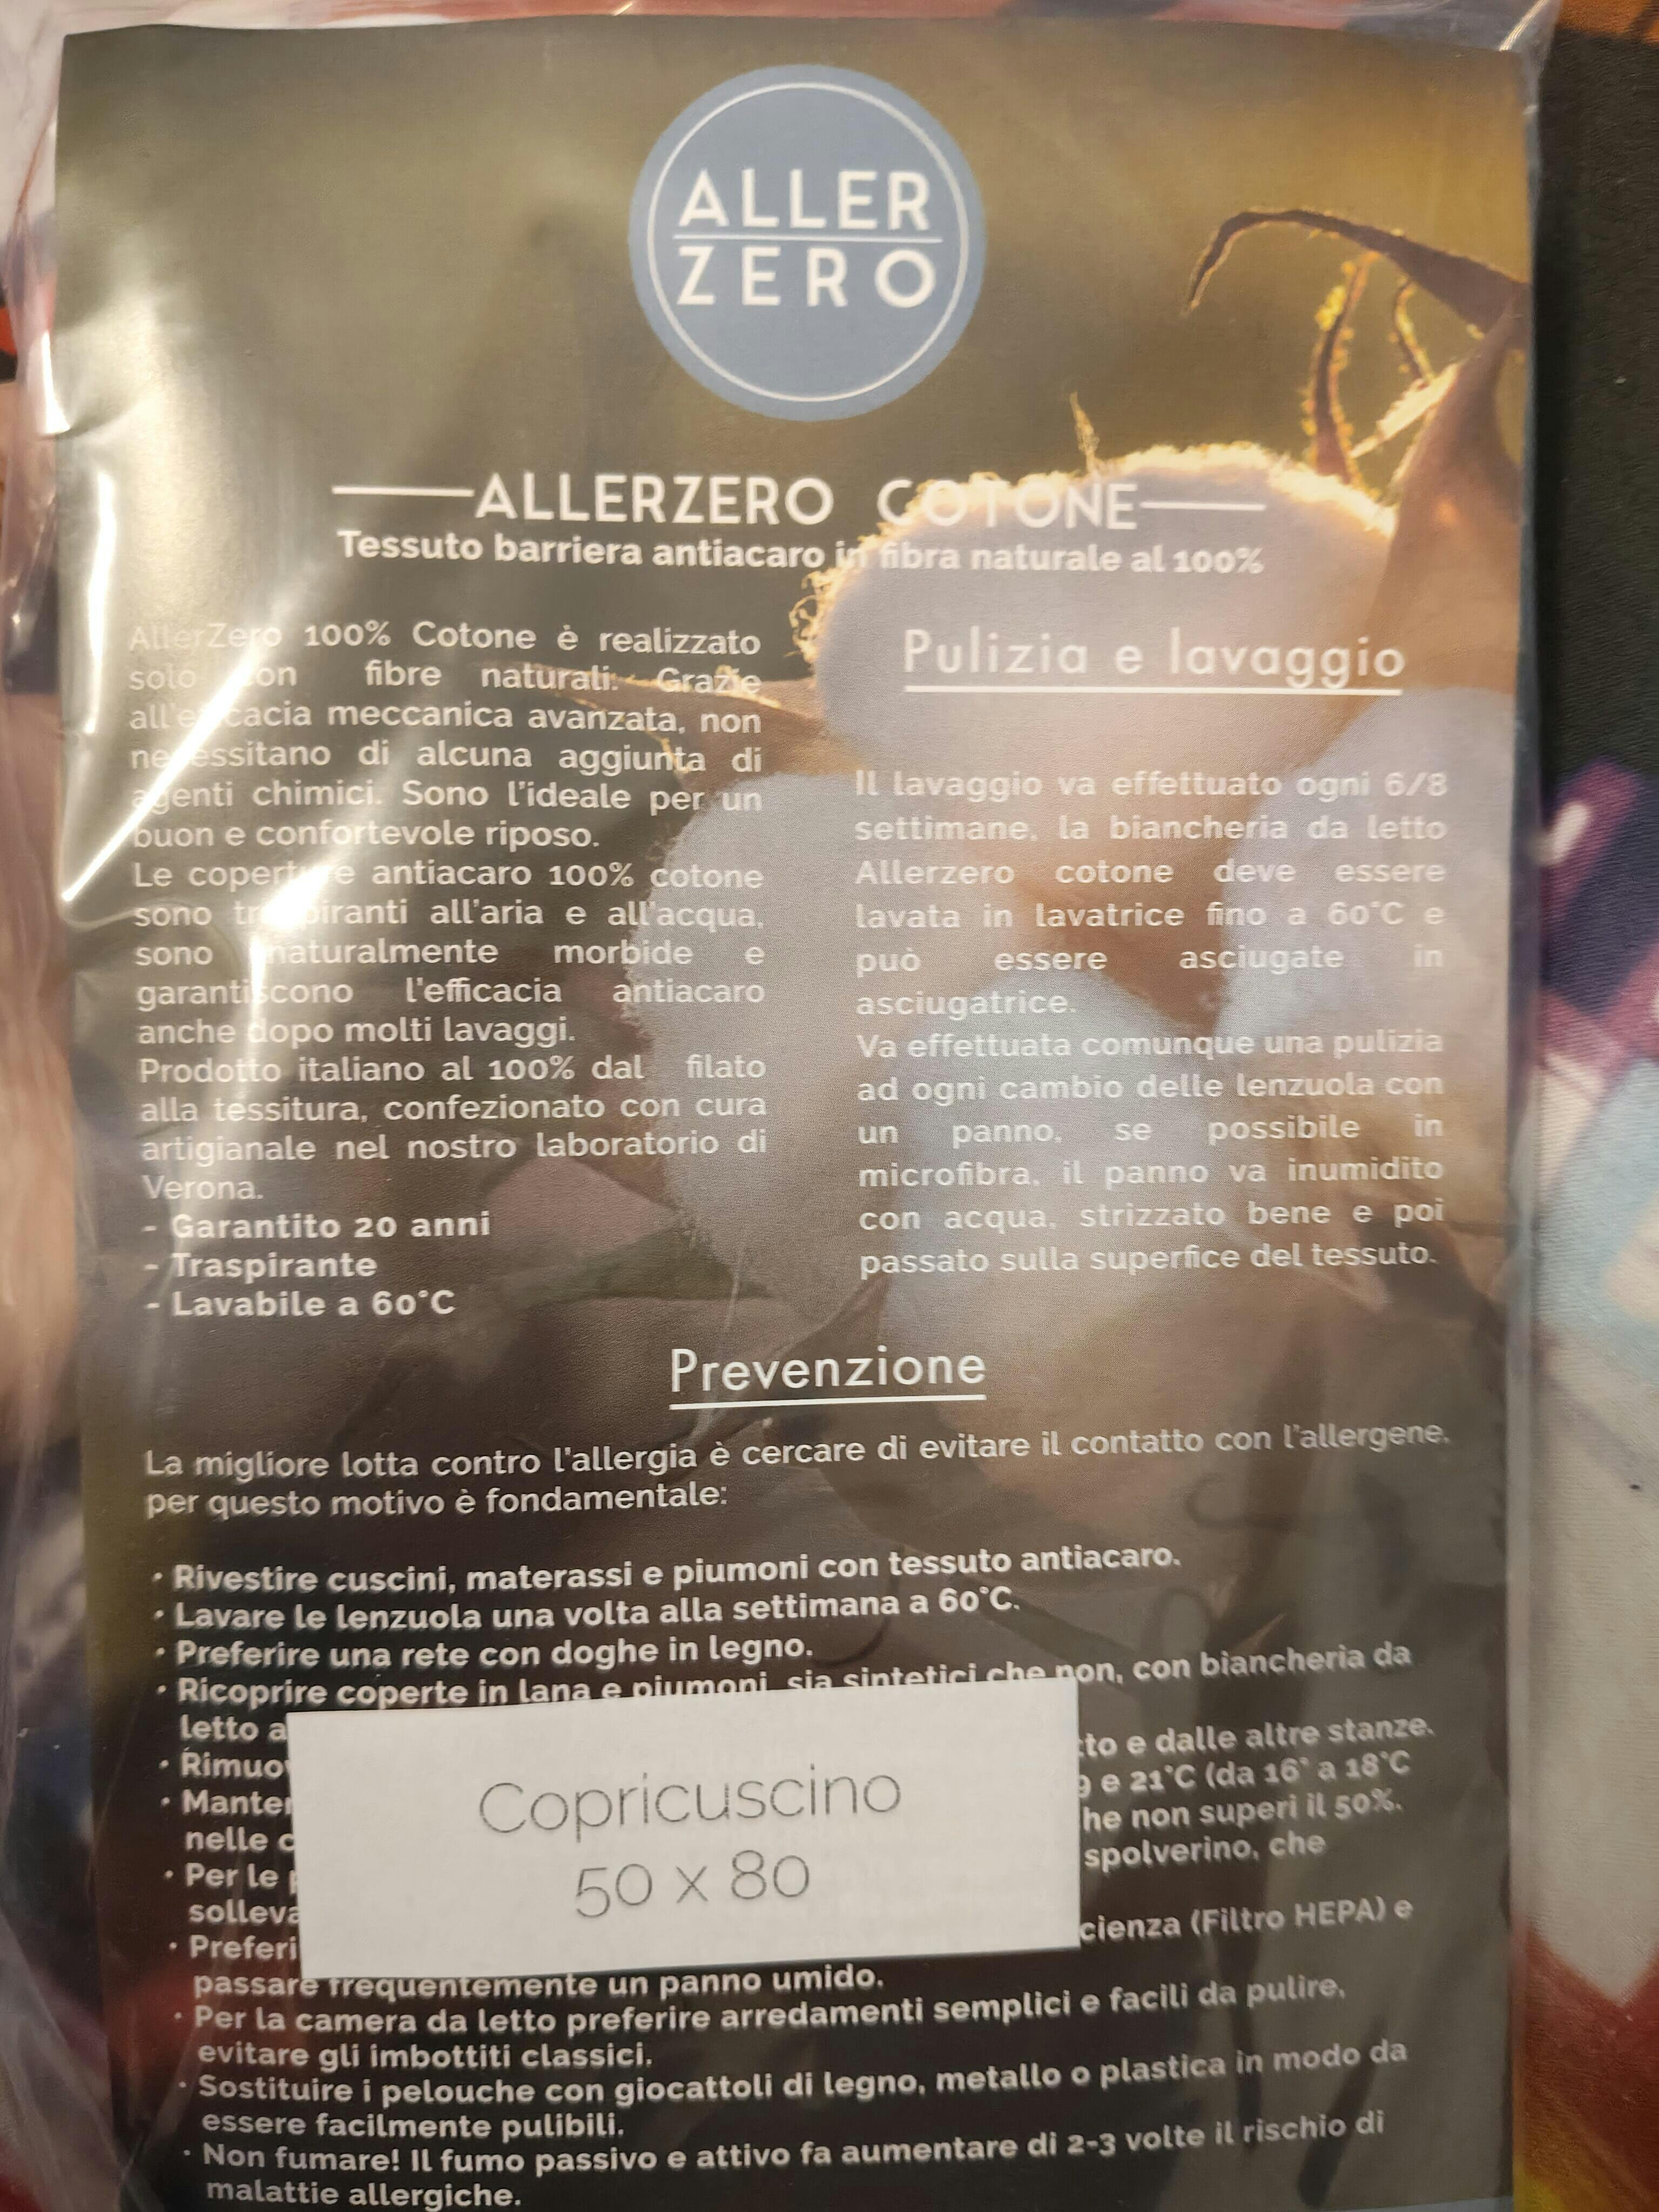 ALLER
ZERO
ALLERZERO COTONE
Tessuto barriera antiacaro in fibra naturale al 100%
AllerZero 100% Cotone è realizzato
solo con fibre naturali. Grazie
all'efficacia meccanica avanzata, non
necessitano di alcuna aggiunta di
agenti chimici. Sono l'ideale per un
buon e confortevole riposo.
Le coperture antiacaro 100% cotone
sono traspiranti all'aria e all'acqua,
sono naturalmente morbide e
garantiscono l'efficacia antiacaro
anche dopo molti lavaggi.
Prodotto italiano al 100% dal filato
alla tessitura, confezionato con cura
artigianale nel nostro laboratorio di
Verona.
- Garantito 20 anni
- Traspirante
- Lavabile a 60°C
Pulizia e lavaggio
Il lavaggio va effettuato ogni 6/8
settimane, la biancheria da letto
Allerzero cotone deve essere
lavata in lavatrice fino a 60°C e
può essere asciugate in
asciugatrice.
Va effettuata comunque una pulizia
ad ogni cambio delle lenzuola con
un panno, se possibile in
microfibra, il panno va inumidito
con acqua, strizzato bene e poi
passato sulla superfice del tessuto.
Prevenzione
La migliore lotta contro l'allergia è cercare di evitare il contatto con l'allergene,
per questo motivo è fondamentale:
• Rivestire cuscini, materassi e piumoni con tessuto antiacaro.
• Lavare le lenzuola una volta alla settimana a 60°C.
• Preferire una rete con doghe in legno.
• Ricoprire coperte in lana e piumoni, sia sintetici che non, con biancheria da
letto a
• Rimuo to e dalle altre stanze.
• Mante 9 e 21°C (da 16° a 18°C
nelle c he non superi il 50%.
• Per le spolverino, che
solleva
• Preferi cienza (Filtro HEPA) e
passare frequentemente un panno umido.
• Per la camera da letto preferire arredamenti semplici e facili da pulire,
evitare gli imbottiti classici.
• Sostituire i pelouche con giocattoli di legno, metallo o plastica in modo da
essere facilmente pulibili.
• Non fumare! Il fumo passivo e attivo fa aumentare di 2-3 volte il rischio di
malattie allergiche.
Copricuscino
50 x 80